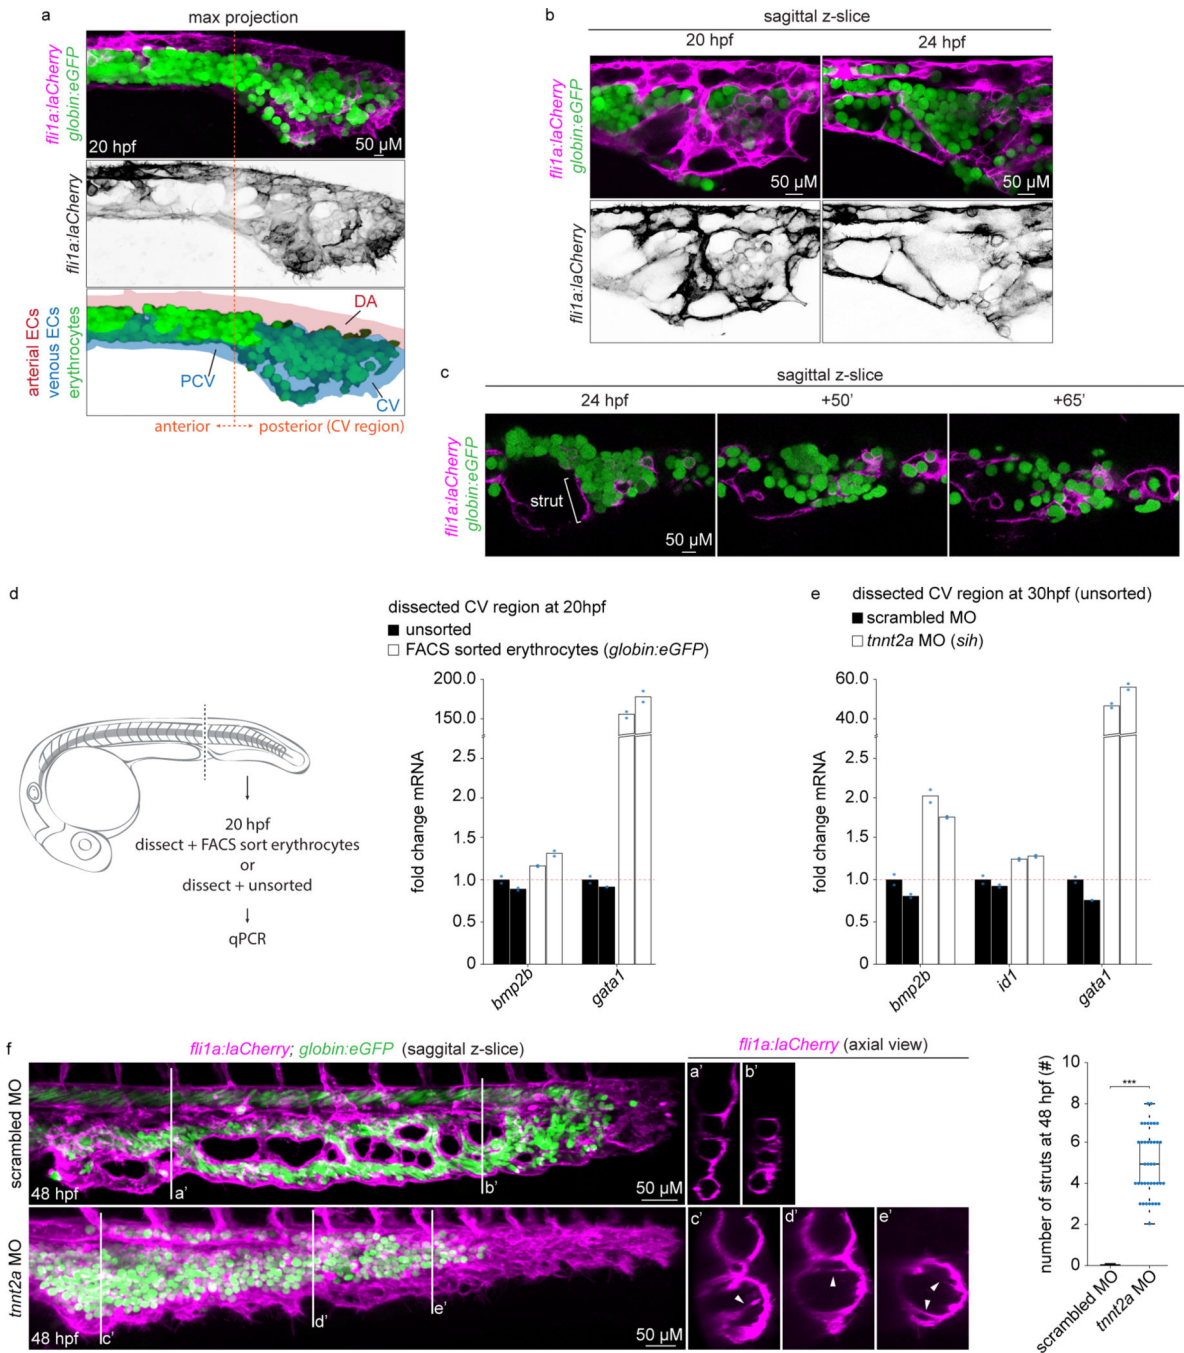 a
max projection
fli1a:laCherry
globin:eGFP
20 hpf
50 µM
fli1a:laCherry
arterial ECs
venous ECs
erythrocytes
DA
PCV
CV
anterior
posterior (CV region)
b
sagittal z-slice
20 hpf
24 hpf
fli1a:laCherry
globin:eGFP
50 µM
50 µM
fli1a:laCherry
c
sagittal z-slice
24 hpf
+50'
+65'
fli1a:laCherry
globin:eGFP
strut
50 µM
d
20 hpf
dissect + FACS sort erythrocytes
or
dissect + unsorted
qPCR
dissected CV region at 20hpf
unsorted
FACS sorted erythrocytes (globin:eGFP)
fold change mRNA
200.0
150.0
2.5
2.0
1.5
1.0
0.5
0
bmp2b
gata1
e
dissected CV region at 30hpf (unsorted)
scrambled MO
tnnt2a MO (sih)
fold change mRNA
60.0
40.0
2.5
2.0
1.5
1.0
0.5
0
bmp2b
id1
gata1
f
fli1a:laCherry; globin:eGFP (saggital z-slice)
fli1a:laCherry (axial view)
scrambled MO
48 hpf
a'
b'
50 µM
a'
b'
tnnt2a MO
48 hpf
c'
d'
e'
50 µM
c'
d'
e'
number of struts at 48 hpf (#)
10
8
6
4
2
0
***
scrambled MO
tnnt2a MO